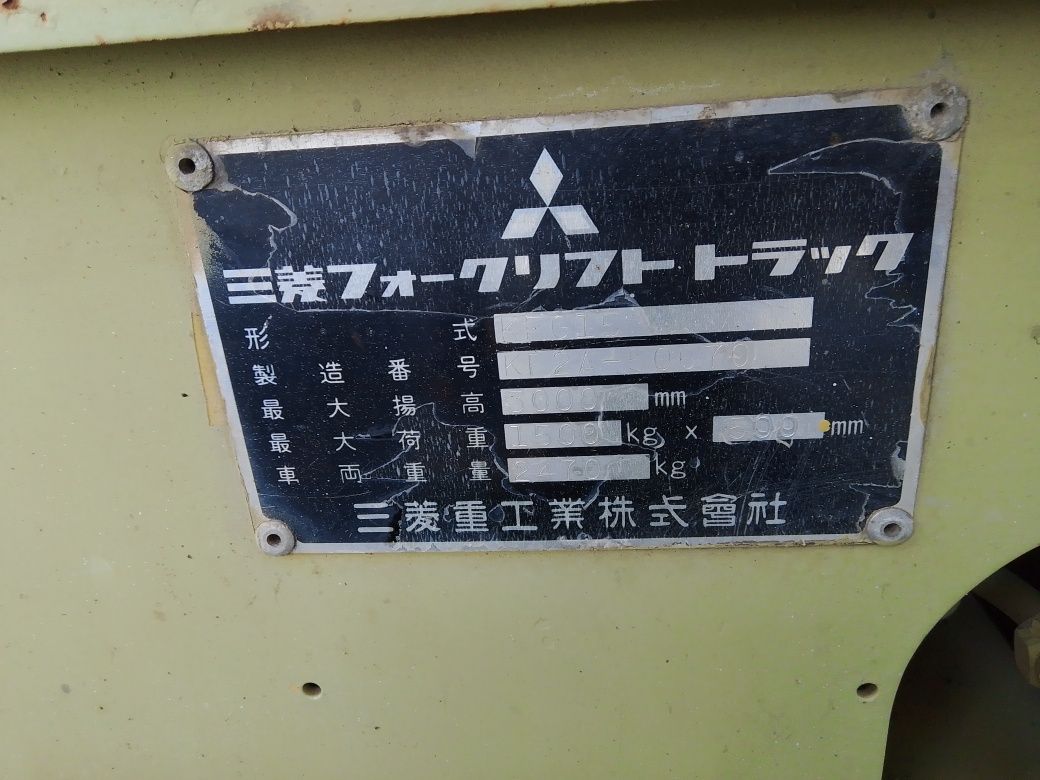 三菱フォークリフト トラック
形式
製造番号
最大揚高 3000 mm
最大荷重 1500 kg x mm
車両重量 kg
三菱重工業株式會社